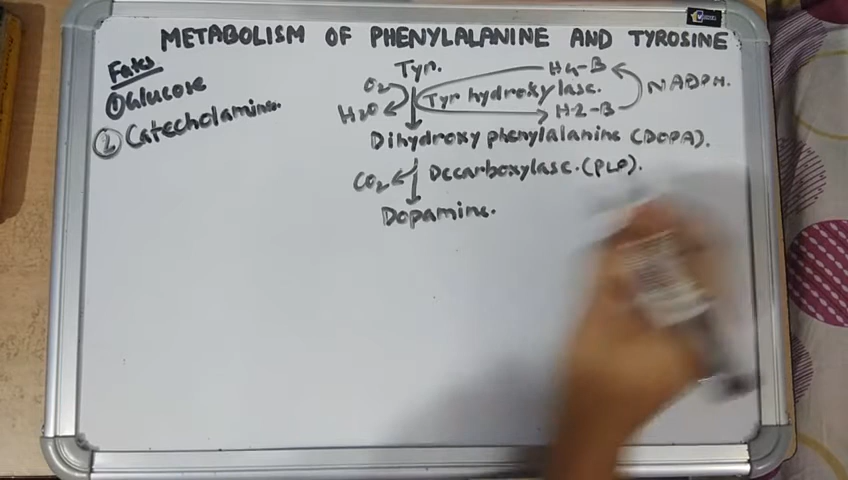 METABOLISM OF PHENYLALANINE AND TYROSINE
Fates
① Glucose
② Catecholamine.
Tyr.
O2
H2O
Tyr hydroxylase.
H4-B
H2-B
NADPH.
Dihydroxy phenylalanine (DOPA).
CO2
Decarboxylase. (PLP).
Dopamine.